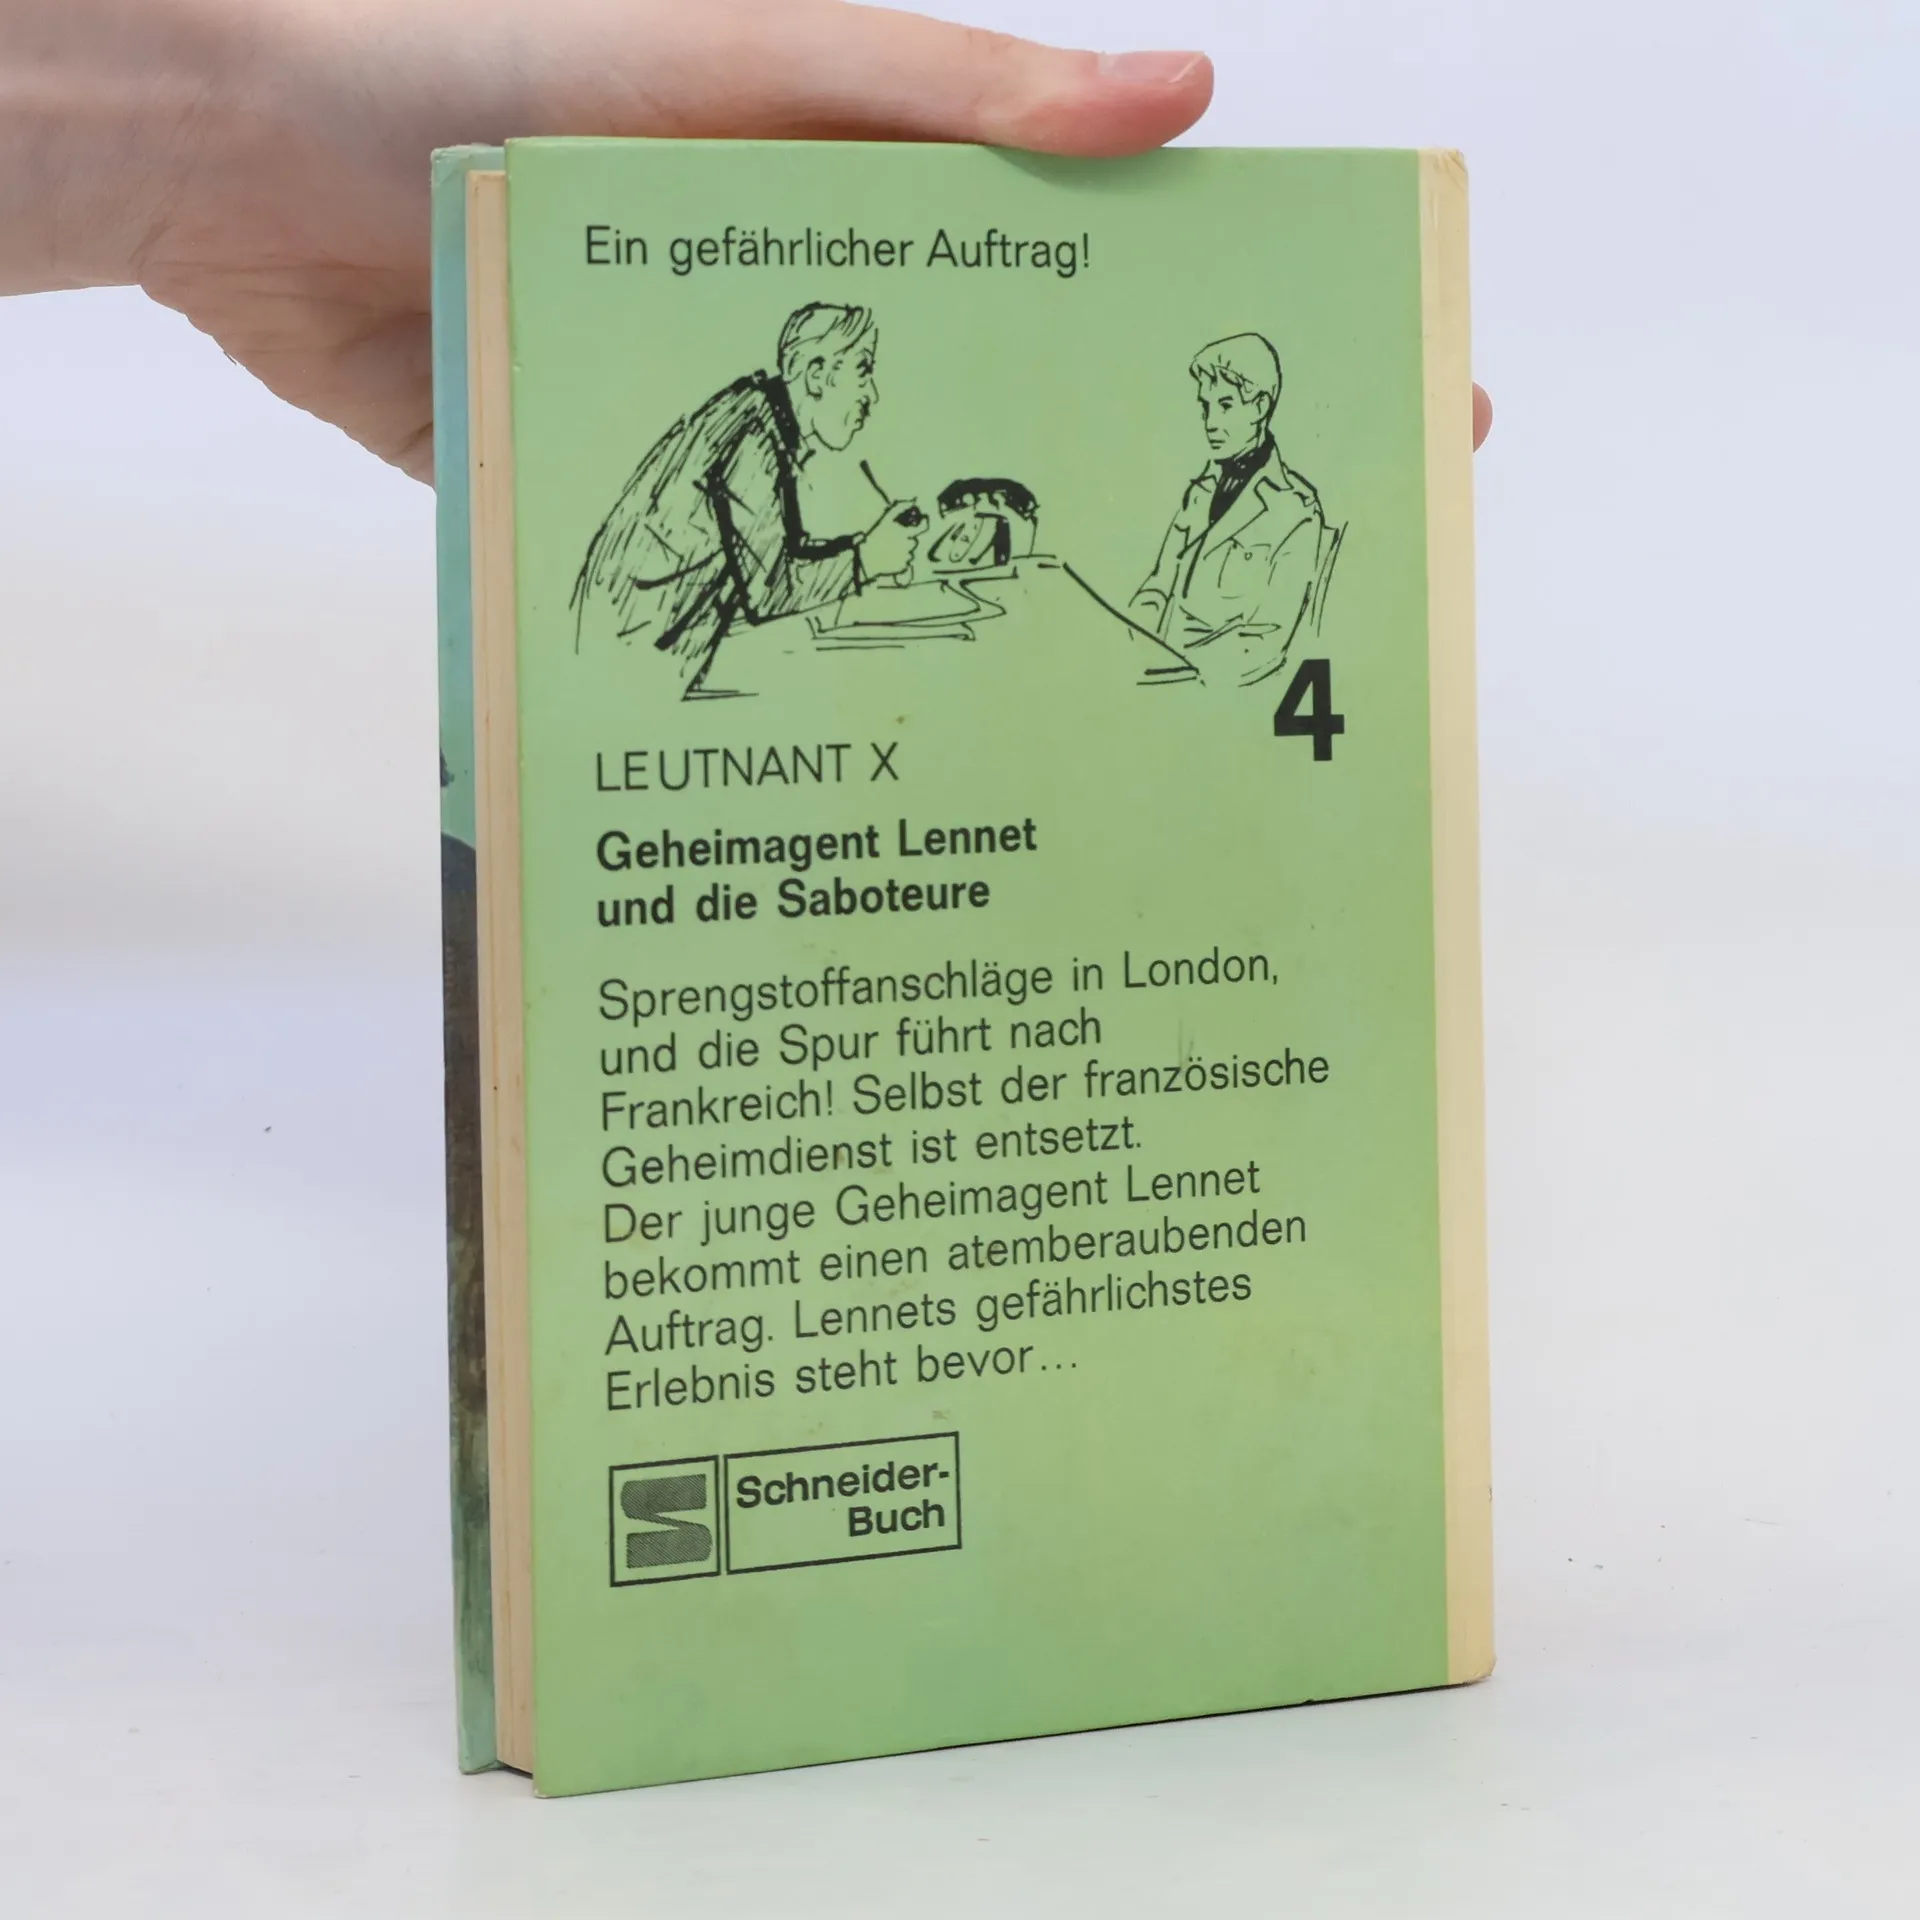 Ein gefährlicher Auftrag!
4
LEUTNANT X
Geheimagent Lennet
und die Saboteure
Sprengstoffanschläge in London,
und die Spur führt nach
Frankreich! Selbst der französische
Geheimdienst ist entsetzt.
Der junge Geheimagent Lennet
bekommt einen atemberaubenden
Auftrag. Lennets gefährlichstes
Erlebnis steht bevor...
Schneider-
Buch